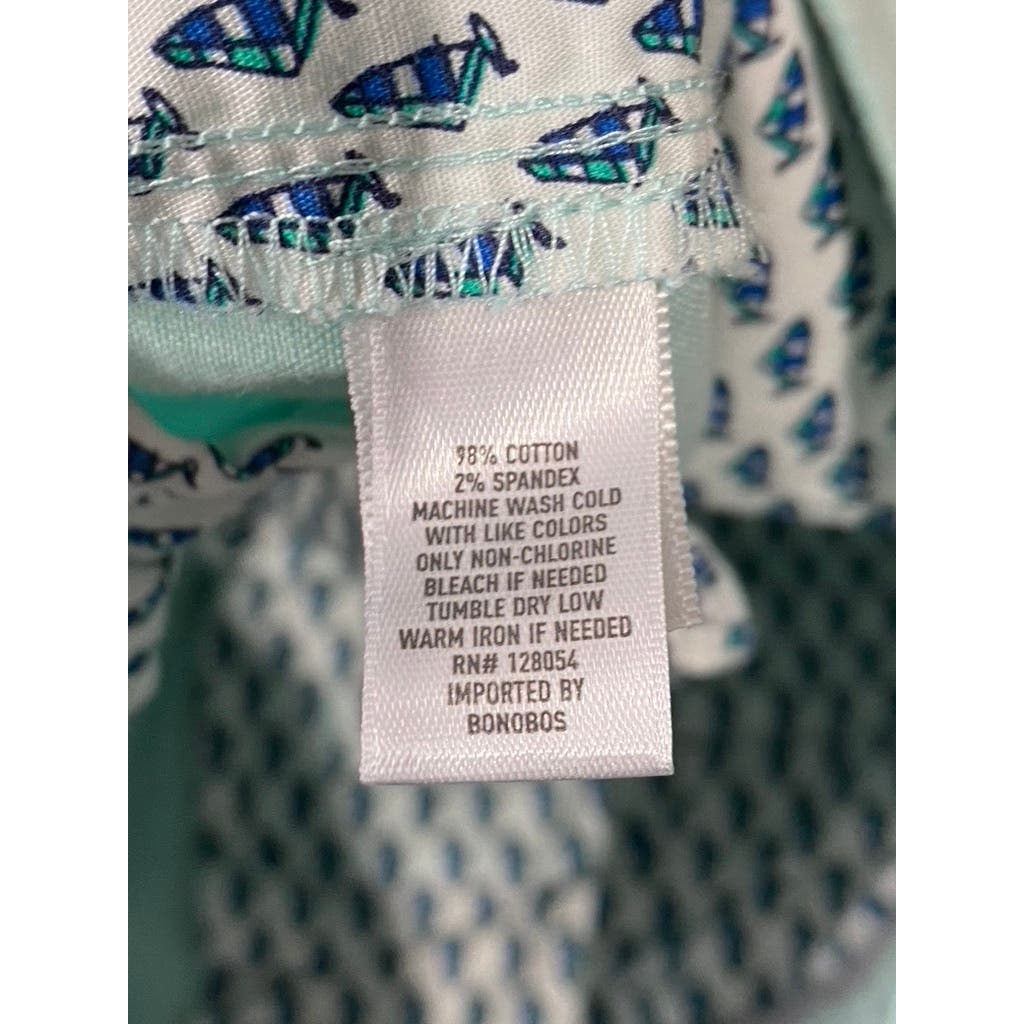 98% COTTON
2% SPANDEX
MACHINE WASH COLD
WITH LIKE COLORS
ONLY NON-CHLORINE
BLEACH IF NEEDED
TUMBLE DRY LOW
WARM IRON IF NEEDED
RN# 128054
IMPORTED BY
BONOBOS